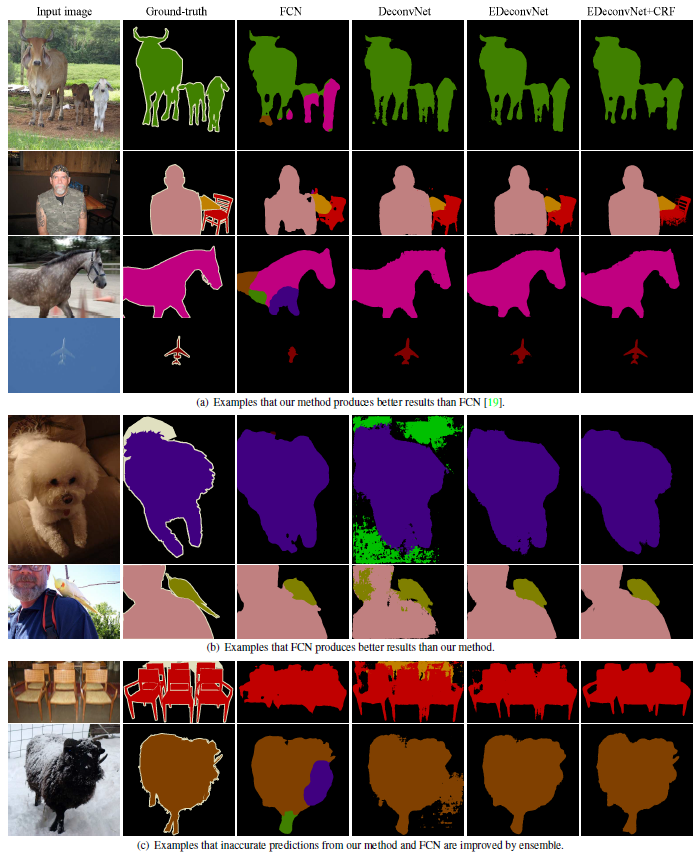 Input image Ground-truth FCN DeconvNet EDeconvNet EDeconvNet+CRF
(a) Examples that our method produces better results than FCN [19].
(b) Examples that FCN produces better results than our method.
(c) Examples that inaccurate predictions from our method and FCN are improved by ensemble.